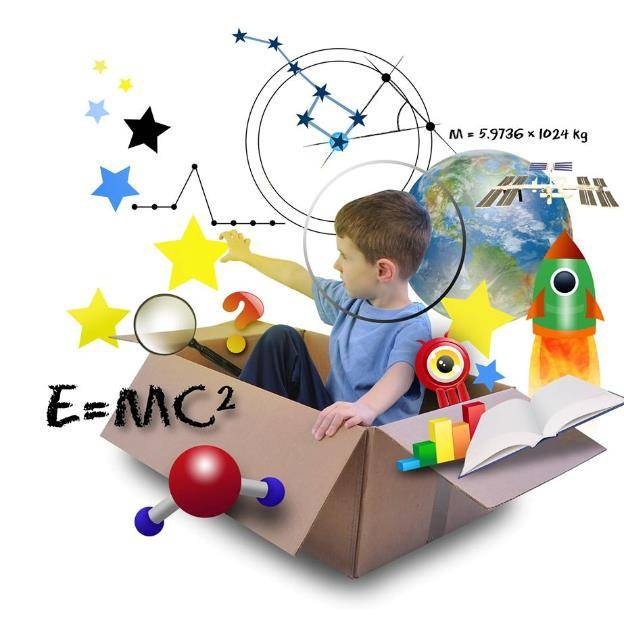 M = 5.9736 × 1024 kg
E=MC²